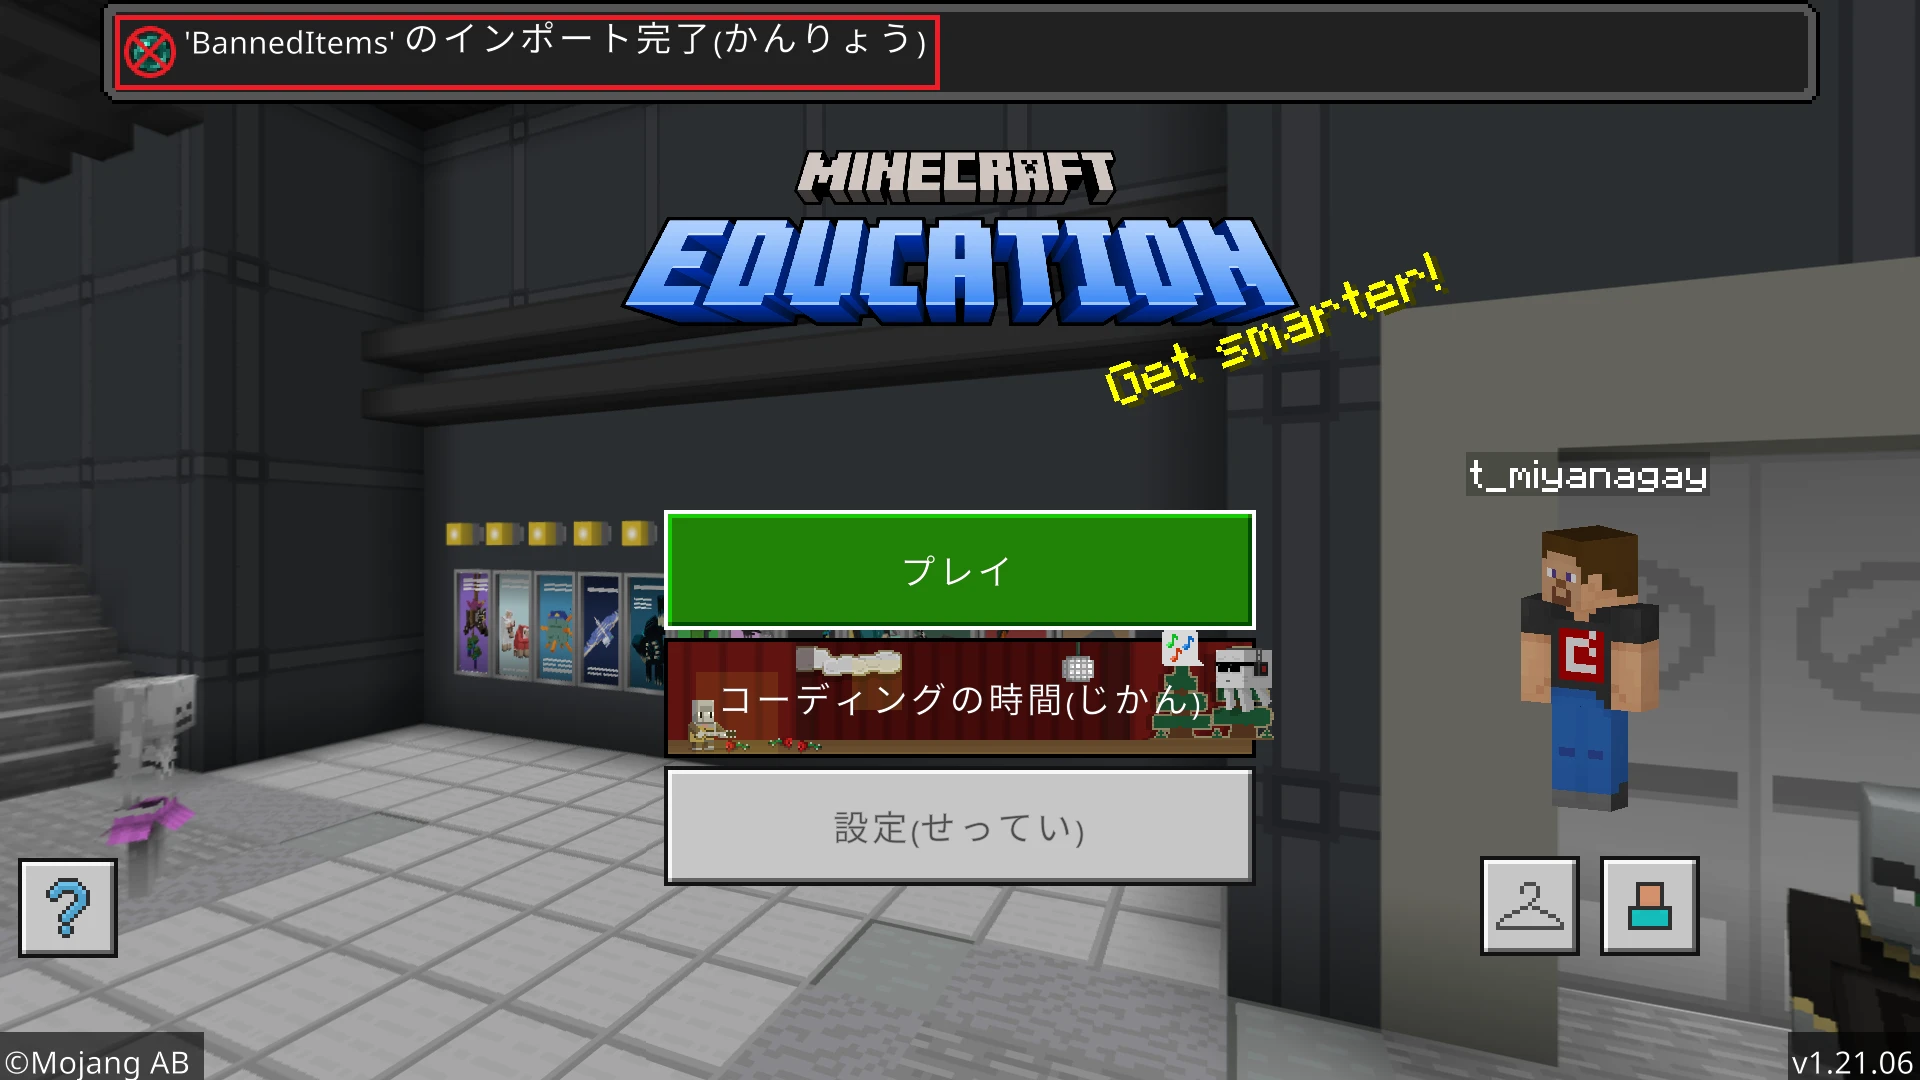 'BannedItems' のインポート完了(かんりょう)
MINECRAFT
EDUCATION
Get smarter!
t_miyanagay
プレイ
コーディングの時間(じかん)
設定(せってい)
©Mojang AB
v1.21.06